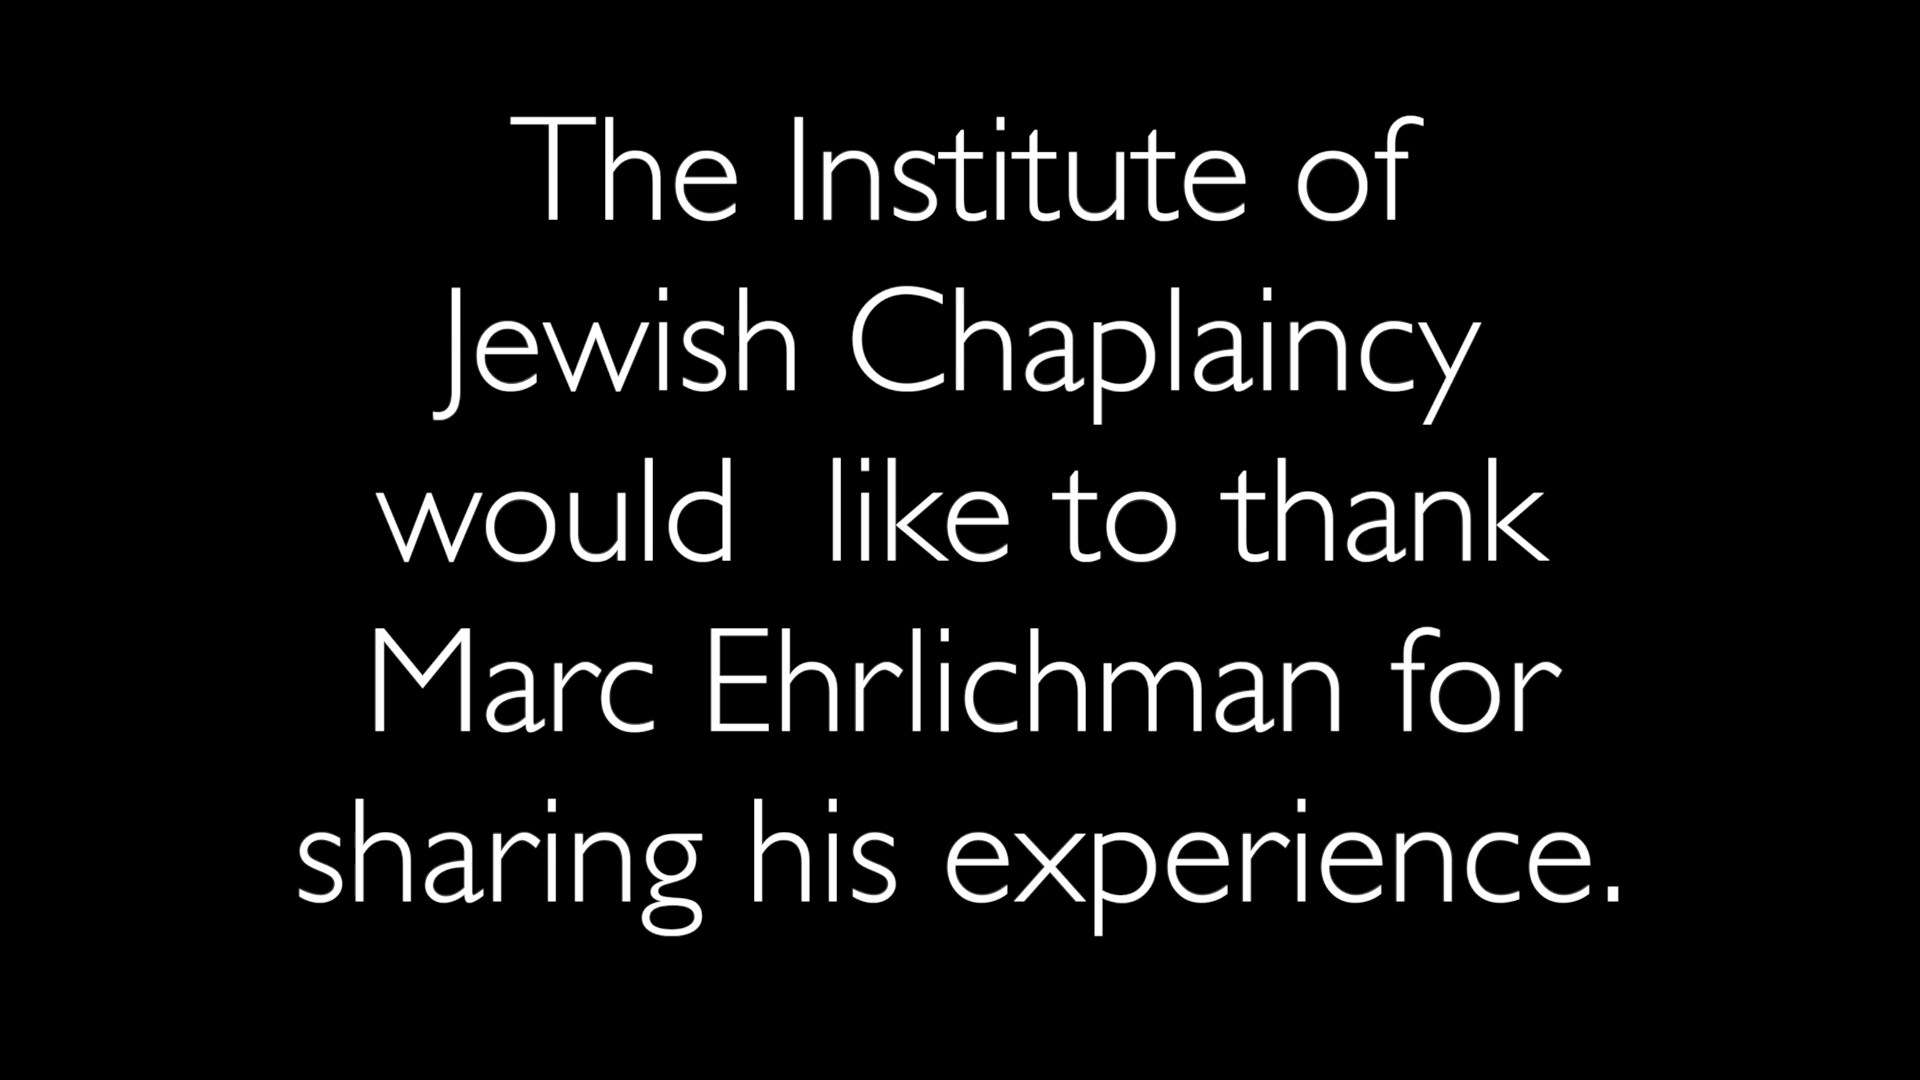 The Institute of
Jewish Chaplaincy
would  like to thank
Marc Ehrlichman for
sharing his experience.